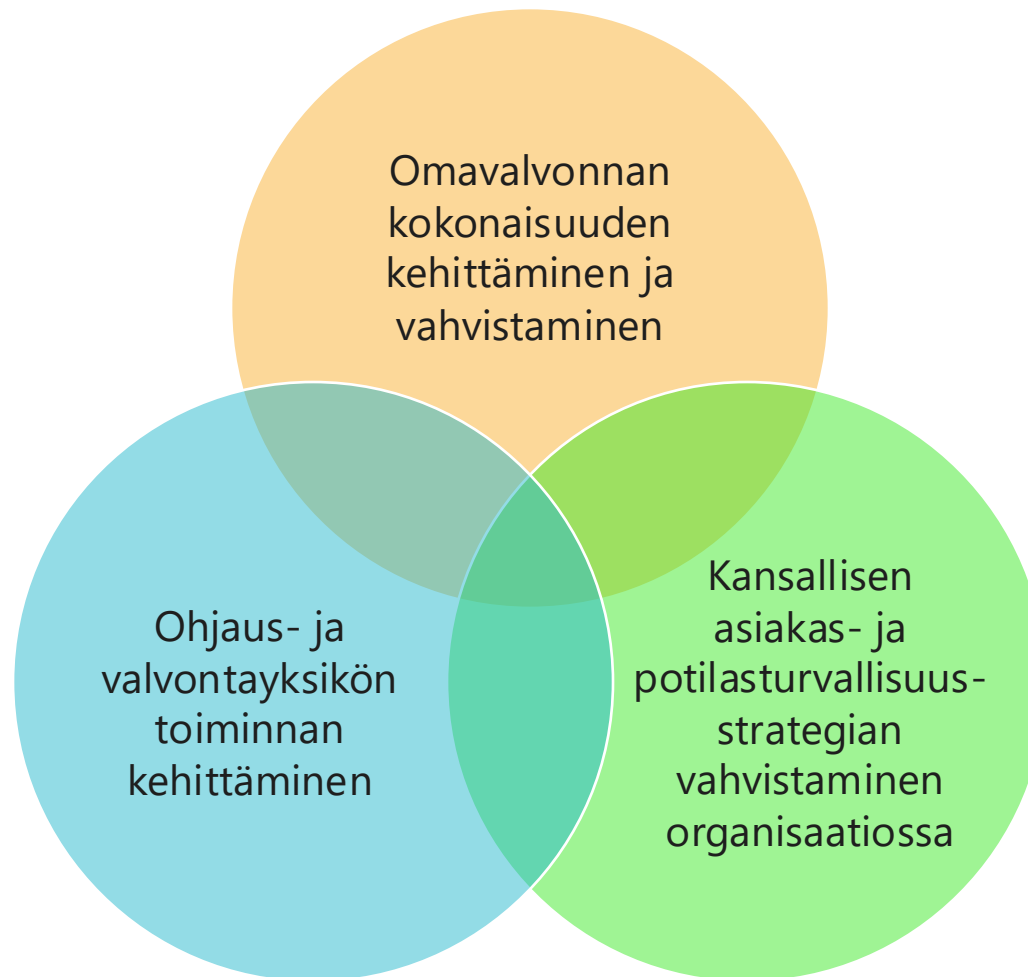 Omavalvonnan
kokonaisuuden
kehittäminen ja
vahvistaminen
Ohjaus- ja
valvontayksikön
toiminnan
kehittäminen
Kansallisen
asiakas- ja
potilasturvallisuus-
strategian
vahvistaminen
organisaatiossa